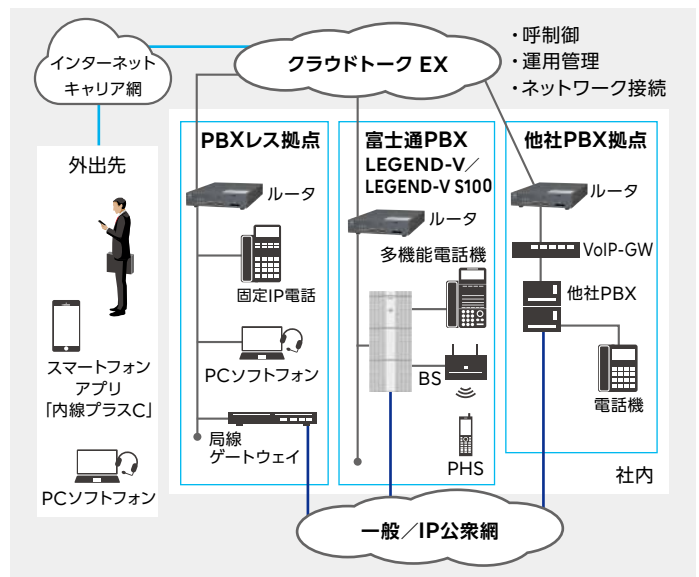 インターネット
キャリア網
クラウドトーク EX
・呼制御
・運用管理
・ネットワーク接続
外出先
スマートフォン
アプリ
「内線プラスC」
PCソフトフォン
PBXレス拠点
ルータ
固定IP電話
PCソフトフォン
局線
ゲートウェイ
富士通PBX
LEGEND-V／
LEGEND-V S100
ルータ
多機能電話機
BS
PHS
他社PBX拠点
ルータ
VoIP-GW
他社PBX
電話機
社内
一般／IP公衆網